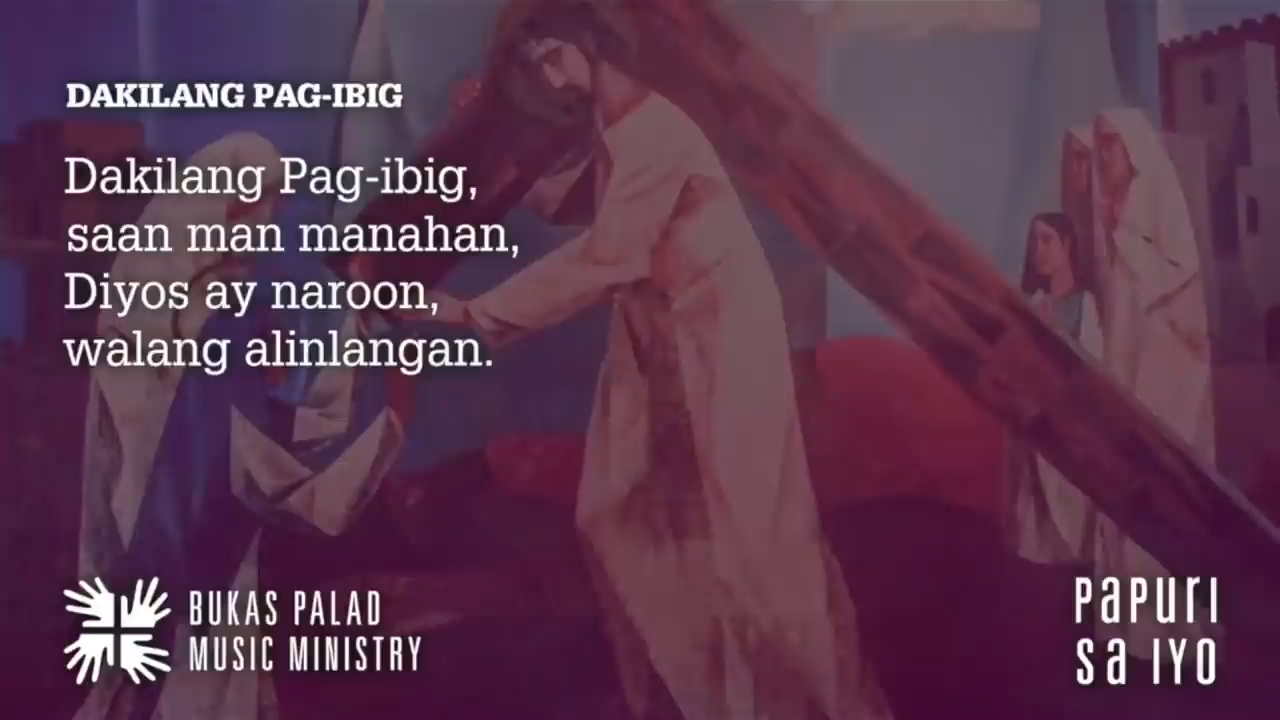 DAKILANG PAG-IBIG
Dakilang Pag-ibig,
saan man manahan,
Diyos ay naroon,
walang alinlangan.
BUKAS PALAD
MUSIC MINISTRY
PaPURI
Sa IYO